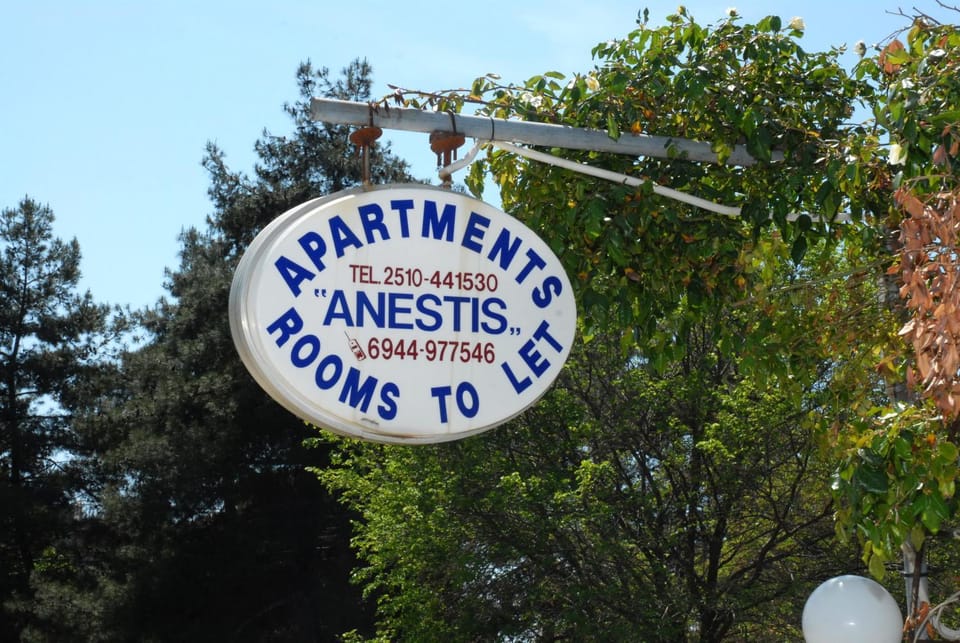 APARTMENTS
TEL.2510-441530
"ANESTIS„
6944-977546
ROOMS TO LET